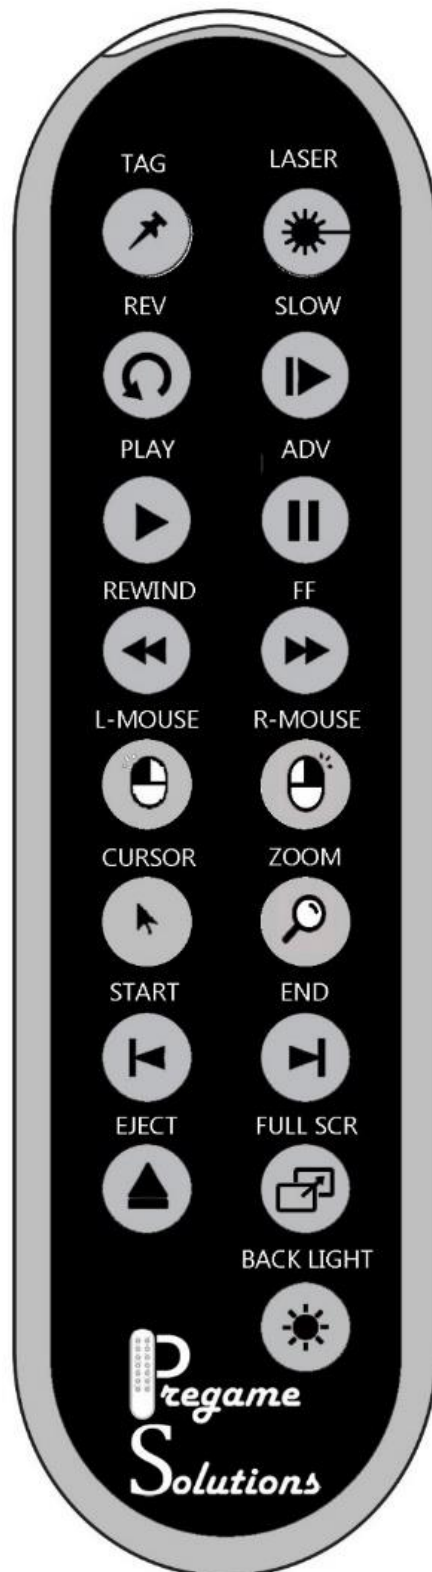 TAG LASER
REV SLOW
PLAY ADV
REWIND FF
L-MOUSE R-MOUSE
CURSOR ZOOM
START END
EJECT FULL SCR
BACK LIGHT
Pregame
Solutions